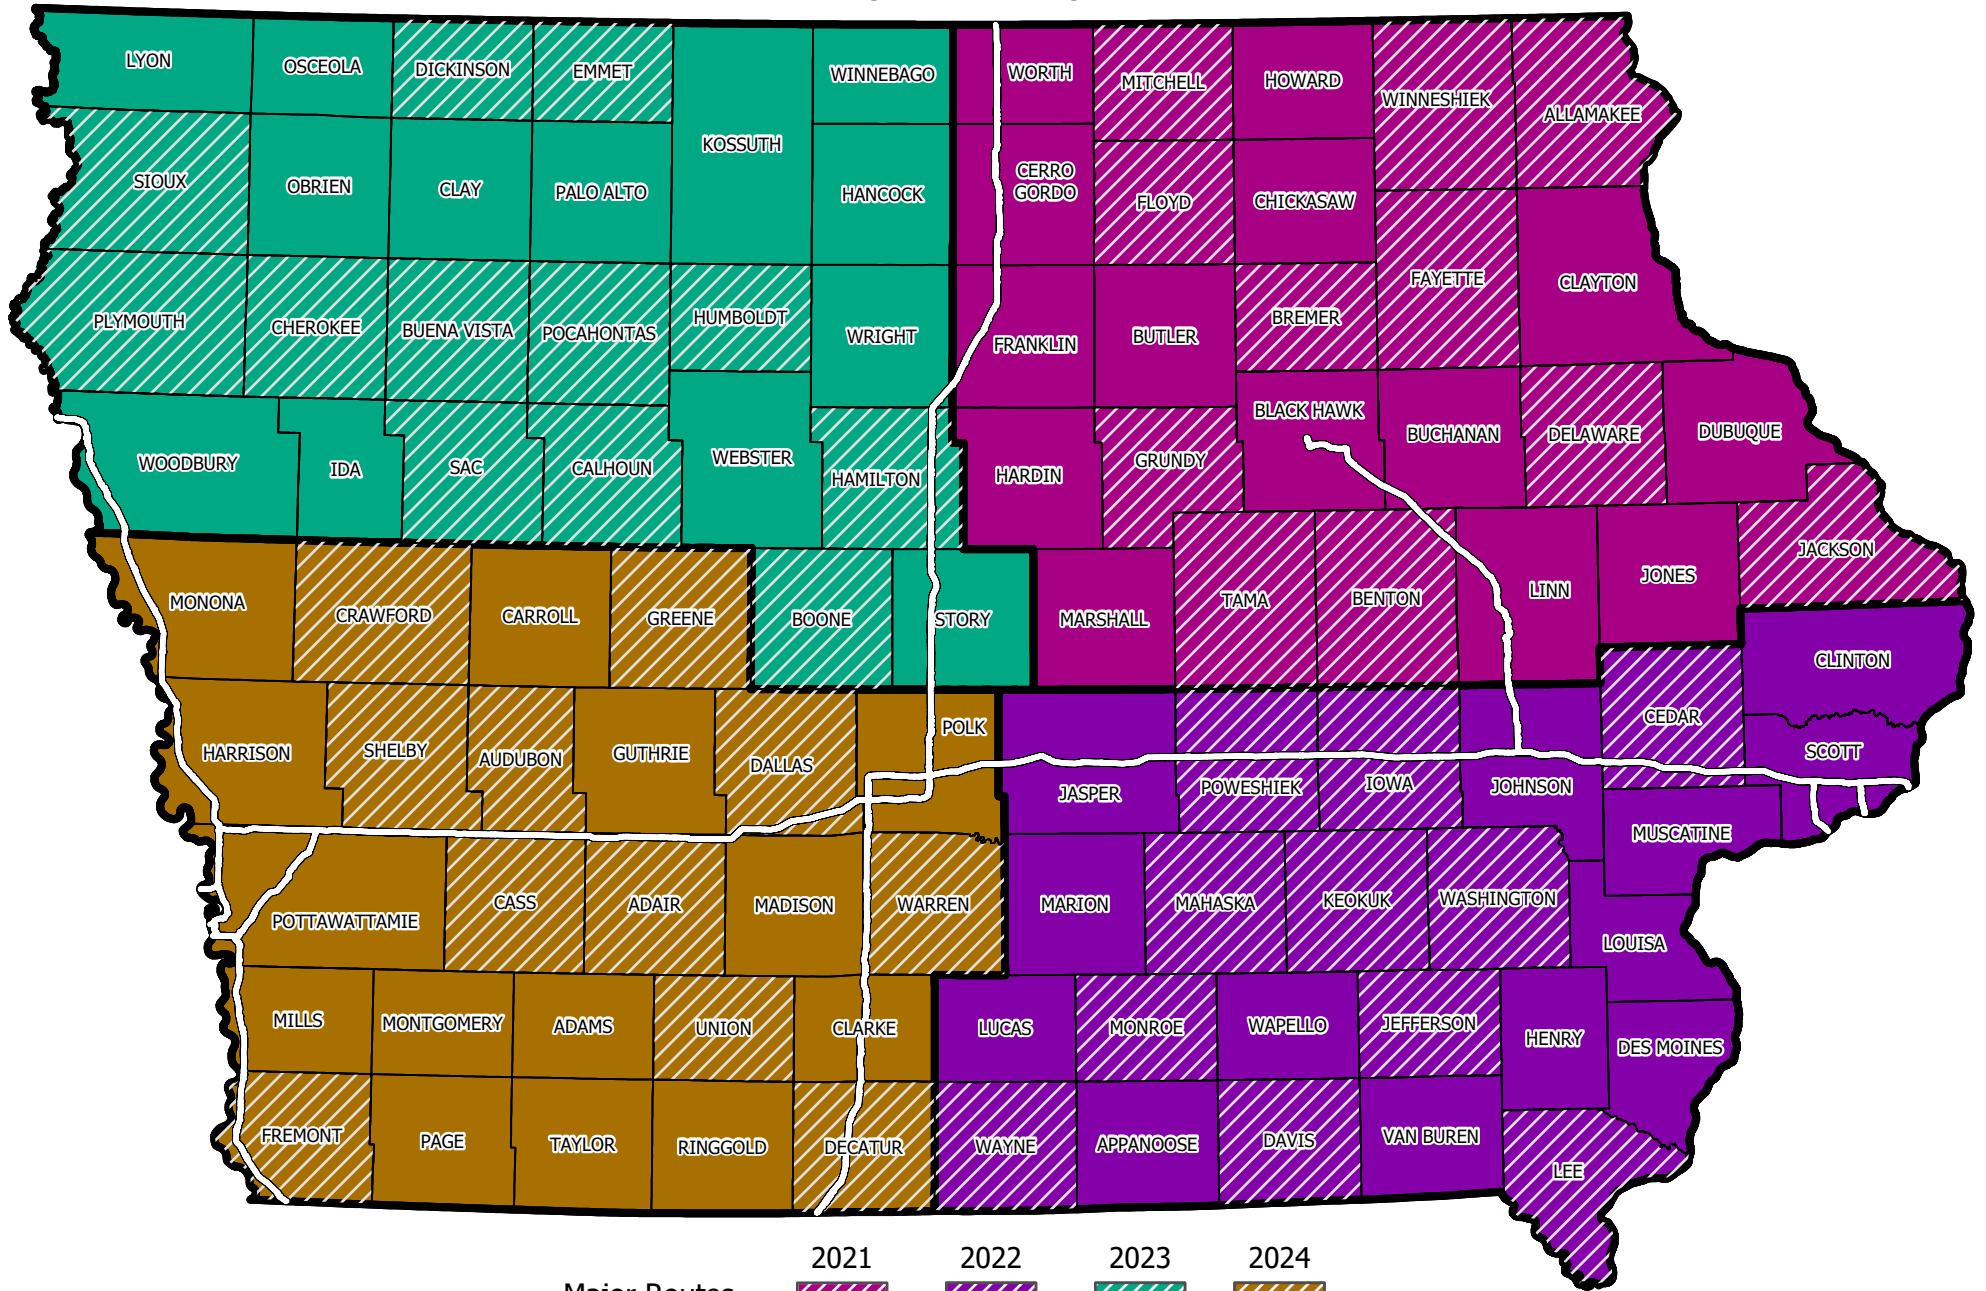 LYON
OSCEOLA
DICKINSON
EMMET
WINNEBAGO
WORTH
MITCHELL
HOWARD
WINNESHIEK
ALLAMAKEE
KOSSUTH
SIOUX
OBRIEN
CLAY
PALO ALTO
HANCOCK
CERRO
GORDO
FLOYD
CHICKASAW
FAYETTE
CLAYTON
PLYMOUTH
CHEROKEE
BUENA VISTA
POCAHONTAS
HUMBOLDT
WRIGHT
FRANKLIN
BUTLER
BREMER
WOODBURY
IDA
SAC
CALHOUN
WEBSTER
HAMILTON
HARDIN
GRUNDY
BLACK HAWK
BUCHANAN
DELAWARE
DUBUQUE
JACKSON
MONONA
CRAWFORD
CARROLL
GREENE
BOONE
STORY
MARSHALL
TAMA
BENTON
LINN
JONES
CLINTON
CEDAR
SCOTT
HARRISON
SHELBY
AUDUBON
GUTHRIE
DALLAS
POLK
JASPER
POWESHIEK
IOWA
JOHNSON
MUSCATINE
POTTAWATTAMIE
CASS
ADAIR
MADISON
WARREN
MARION
MAHASKA
KEOKUK
WASHINGTON
LOUISA
MILLS
MONTGOMERY
ADAMS
UNION
CLARKE
LUCAS
MONROE
WAPELLO
JEFFERSON
HENRY
DES MOINES
FREMONT
PAGE
TAYLOR
RINGGOLD
DECATUR
WAYNE
APPANOOSE
DAVIS
VAN BUREN
LEE
2021 2022 2023 2024
Major Routes